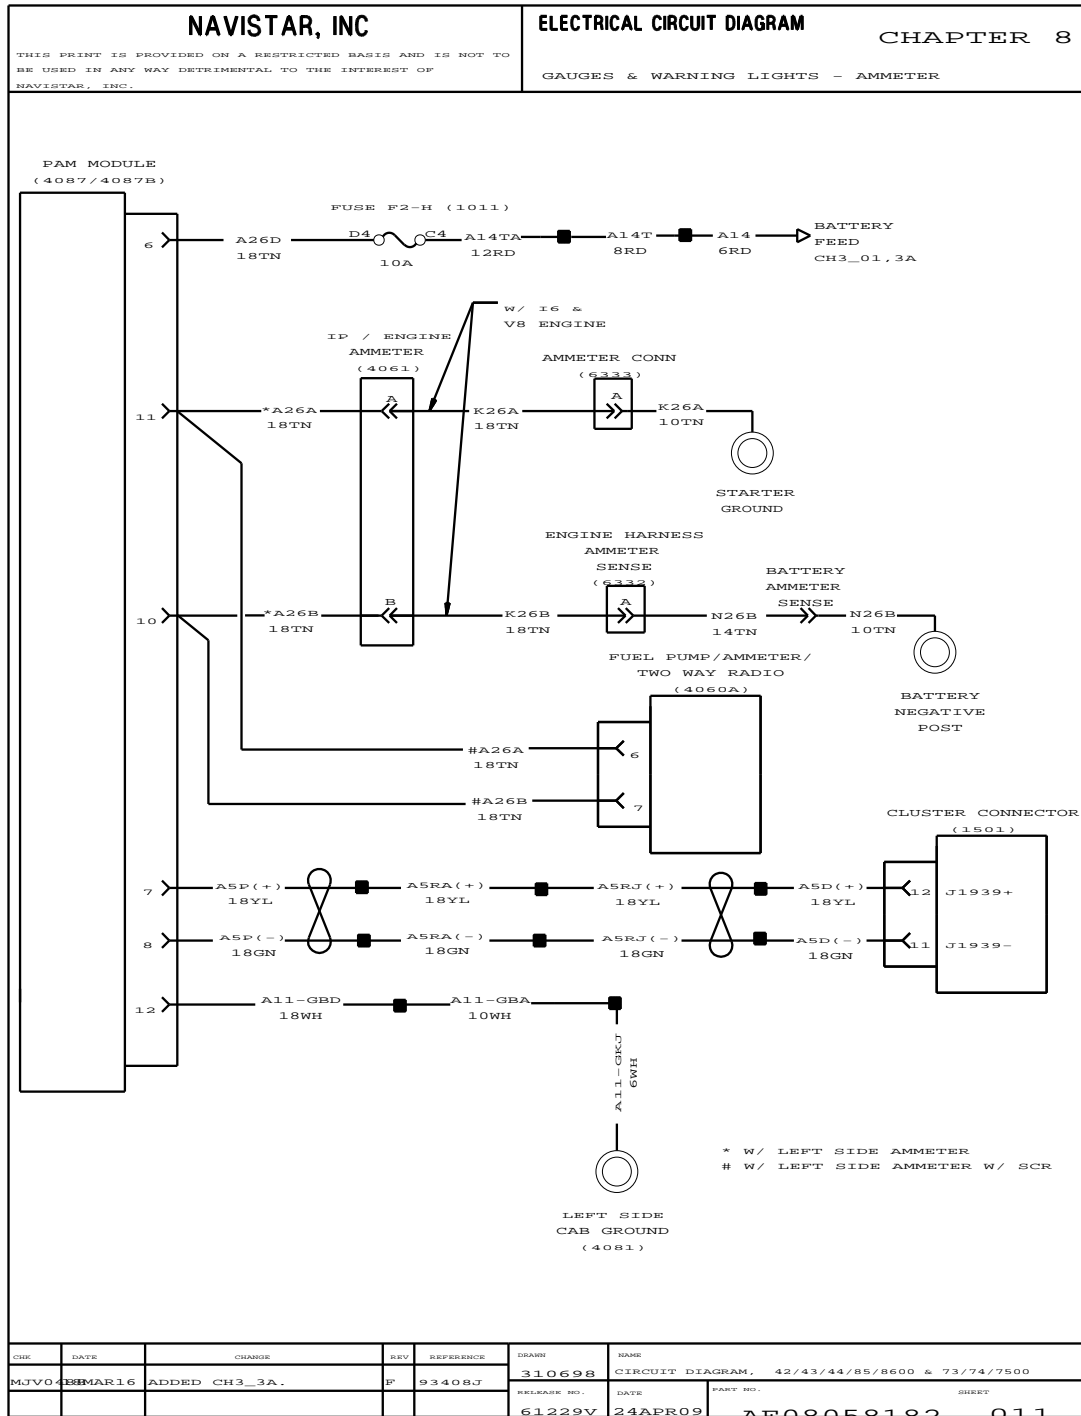 NAVISTAR, INC
THIS PRINT IS PROVIDED ON A RESTRICTED BASIS AND IS NOT TO
BE USED IN ANY WAY DETRIMENTAL TO THE INTEREST OF
NAVISTAR, INC.
ELECTRICAL CIRCUIT DIAGRAM
CHAPTER 8
GAUGES & WARNING LIGHTS - AMMETER
PAM MODULE
(4087/4087B)
FUSE F2-H (1011)
6
A26D
18TN
D4
C4
10A
A14TA
12RD
A14T
8RD
A14
6RD
BATTERY
FEED
CH3_01,3A
W/ I6 &
V8 ENGINE
IP / ENGINE
AMMETER
(4061)
AMMETER CONN
(6333)
11
*A26A
18TN
A
K26A
18TN
A
K26A
10TN
STARTER
GROUND
ENGINE HARNESS
AMMETER
SENSE
(6332)
BATTERY
AMMETER
SENSE
10
*A26B
18TN
B
K26B
18TN
A
N26B
14TN
N26B
10TN
BATTERY
NEGATIVE
POST
FUEL PUMP/AMMETER/
TWO WAY RADIO
(4060A)
#A26A
18TN
6
#A26B
18TN
7
CLUSTER CONNECTOR
(1501)
7
A5P(+)
18YL
A5RA(+)
18YL
A5RJ(+)
18YL
A5D(+)
18YL
12
J1939+
8
A5P(-)
18GN
A5RA(-)
18GN
A5RJ(-)
18GN
A5D(-)
18GN
11
J1939-
12
A11-GBD
18WH
A11-GBA
10WH
A11-GKJ
6WH
* W/ LEFT SIDE AMMETER
# W/ LEFT SIDE AMMETER W/ SCR
LEFT SIDE
CAB GROUND
(4081)
CHK DATE CHANGE REV REFERENCE
MAR16 ADDED CH3_3A. F 93408J
DRAWN
310698
NAME
CIRCUIT DIAGRAM, 42/43/44/85/8600 & 73/74/7500
RELEASE NO.
61229V
DATE
24APR09
PART NO.
AE08058182
SHEET
011